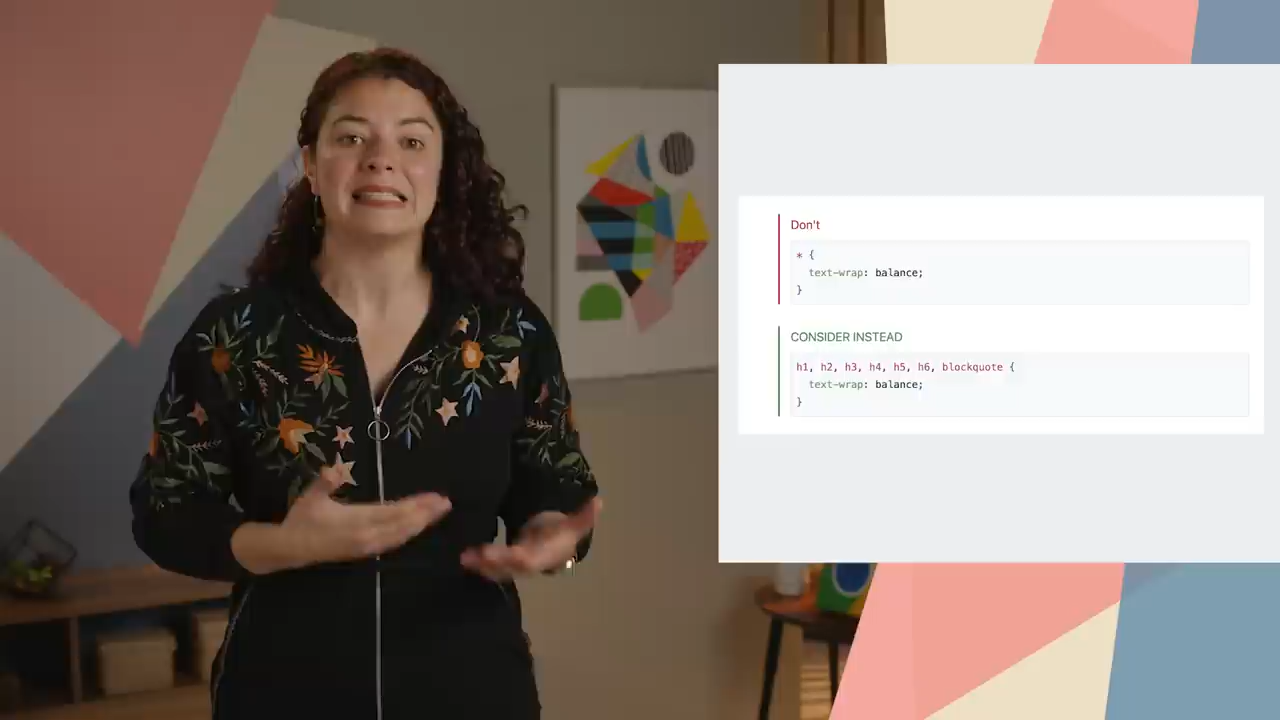 Don't
* {
text-wrap: balance;
}
CONSIDER INSTEAD
h1, h2, h3, h4, h5, h6, blockquote {
text-wrap: balance;
}